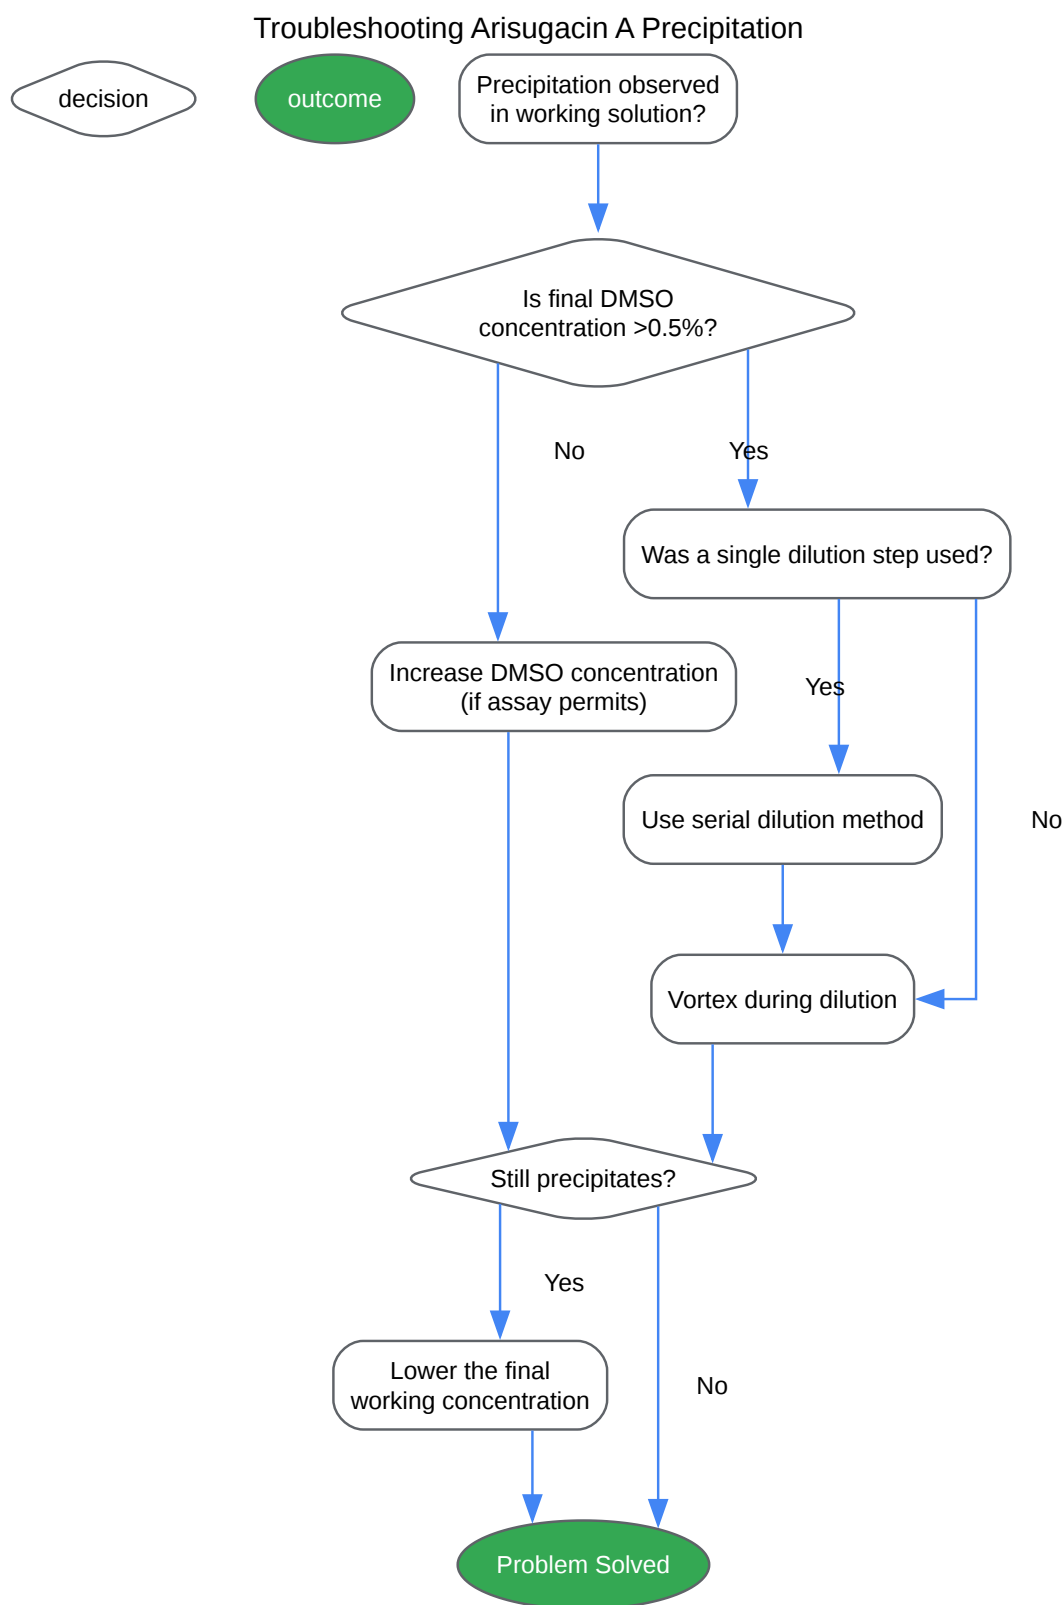 Troubleshooting Arisugacin A Precipitation
decision
outcome
Precipitation observed
in working solution?
Is final DMSO
concentration >0.5%?
No
Yes
Was a single dilution step used?
Increase DMSO concentration
(if assay permits)
Yes
Use serial dilution method
No
Vortex during dilution
Still precipitates?
Yes
Lower the final
working concentration
No
Problem Solved